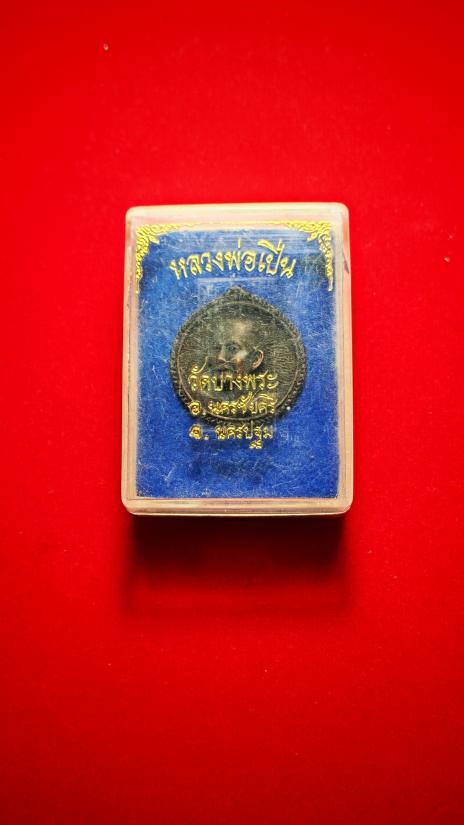 หลวงพ่อเปิ่น
วัดบางพระ
อ.นครชัยศรี
จ. นครปฐม